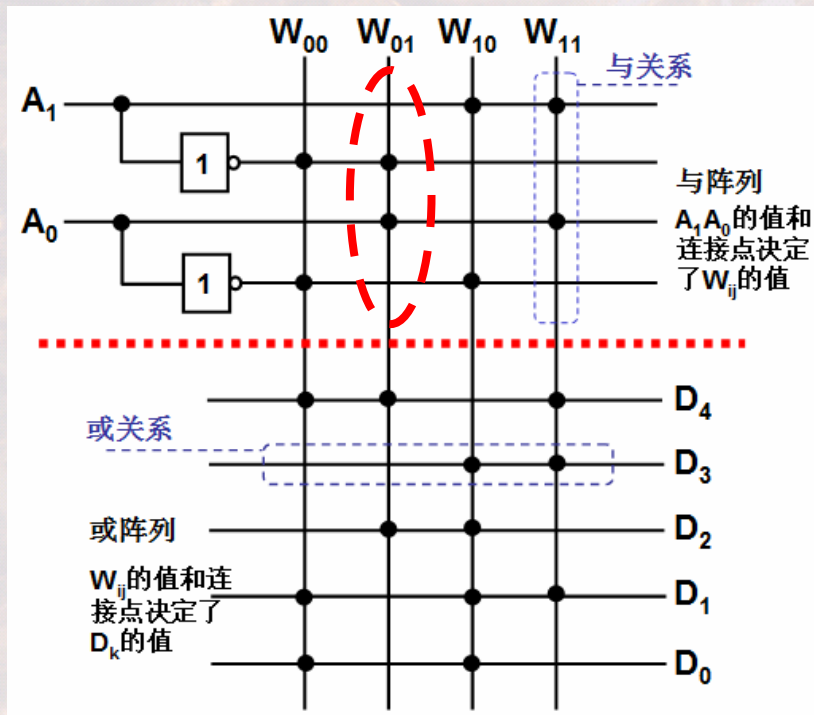 W₀₀ W₀₁ W₁₀ W₁₁
与关系
A₁
1
与阵列
A₀
A₁A₀的值和
连接点决定
了Wᵢⱼ的值
1
D₄
或关系
D₃
或阵列
D₂
Wᵢⱼ的值和连
接点决定了
Dₖ的值
D₁
D₀